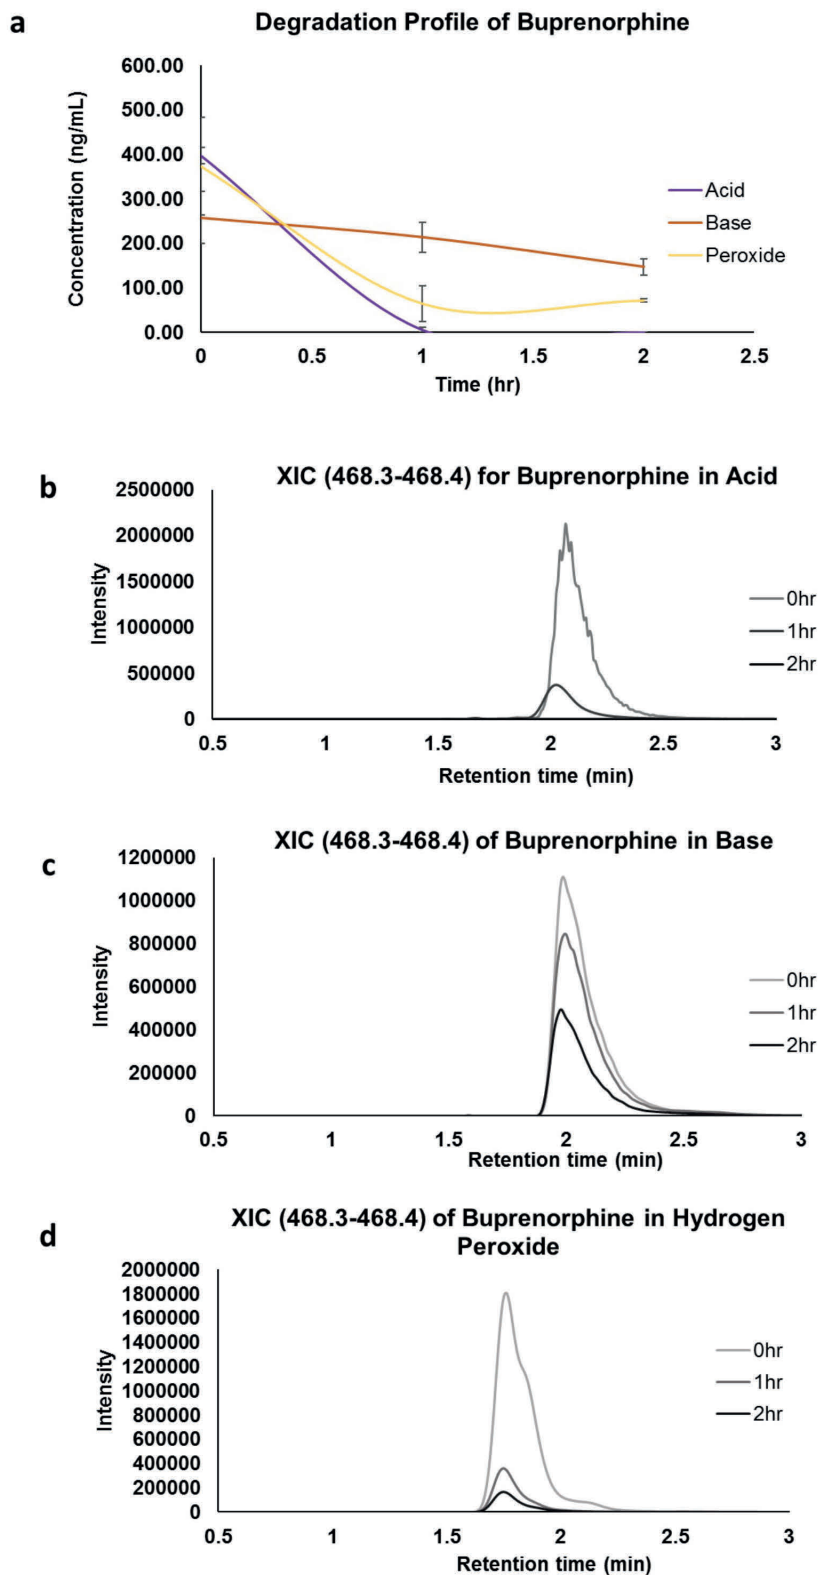 a
Degradation Profile of Buprenorphine
600.00
500.00
400.00
300.00
200.00
100.00
0.00
Concentration (ng/mL)
0 0.5 1 1.5 2 2.5
Time (hr)
Acid
Base
Peroxide
b
XIC (468.3-468.4) for Buprenorphine in Acid
2500000
2000000
1500000
1000000
500000
0
Intensity
0.5 1 1.5 2 2.5 3
Retention time (min)
0hr
1hr
2hr
c
XIC (468.3-468.4) of Buprenorphine in Base
1200000
1000000
800000
600000
400000
200000
0
Intensity
0.5 1 1.5 2 2.5 3
Retention time (min)
0hr
1hr
2hr
d
XIC (468.3-468.4) of Buprenorphine in Hydrogen
Peroxide
2000000
1800000
1600000
1400000
1200000
1000000
800000
600000
400000
200000
0
Intensity
0.5 1 1.5 2 2.5 3
Retention time (min)
0hr
1hr
2hr